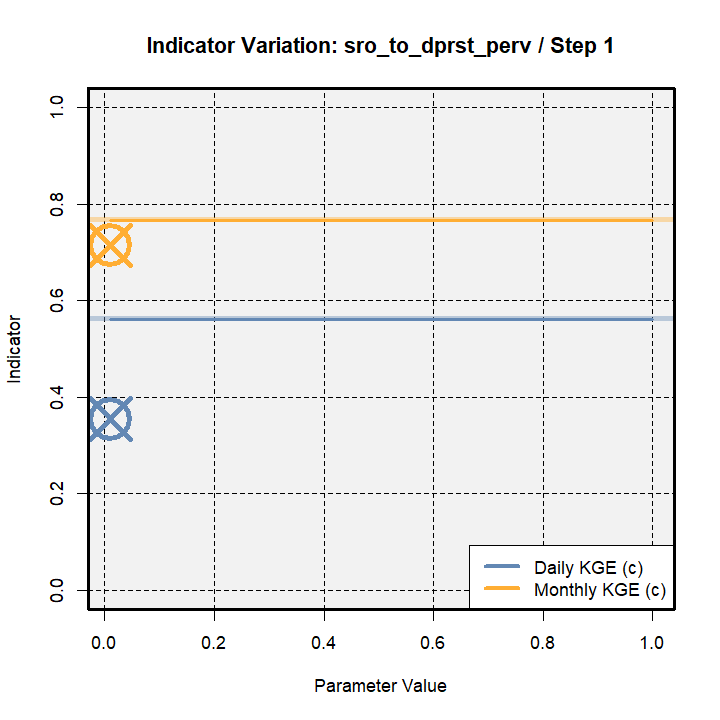 Indicator Variation: sro_to_dprst_perv / Step 1
1.0
0.8
0.6
0.4
0.2
0.0
Indicator
0.0 0.2 0.4 0.6 0.8 1.0
Parameter Value
Daily KGE (c)
Monthly KGE (c)